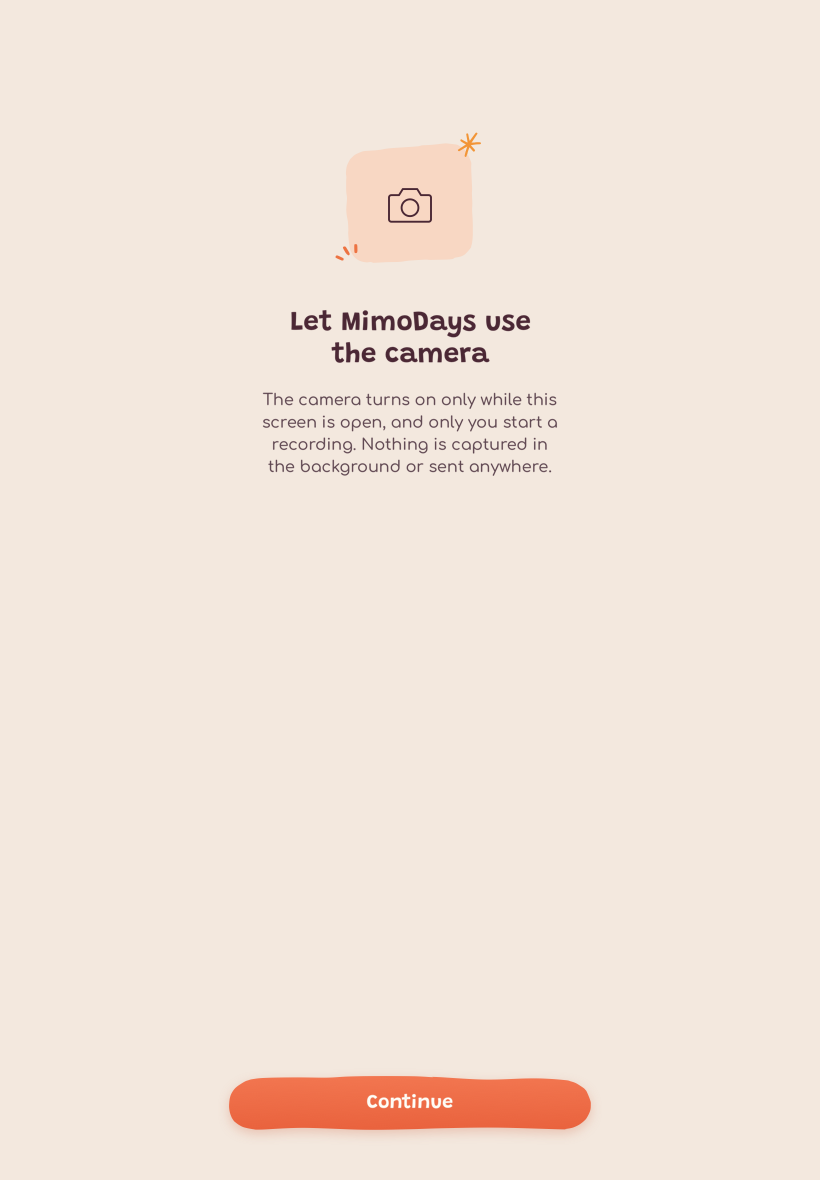 Let MimoDays use
the camera
The camera turns on only while this
screen is open, and only you start a
recording. Nothing is captured in
the background or sent anywhere.
Continue